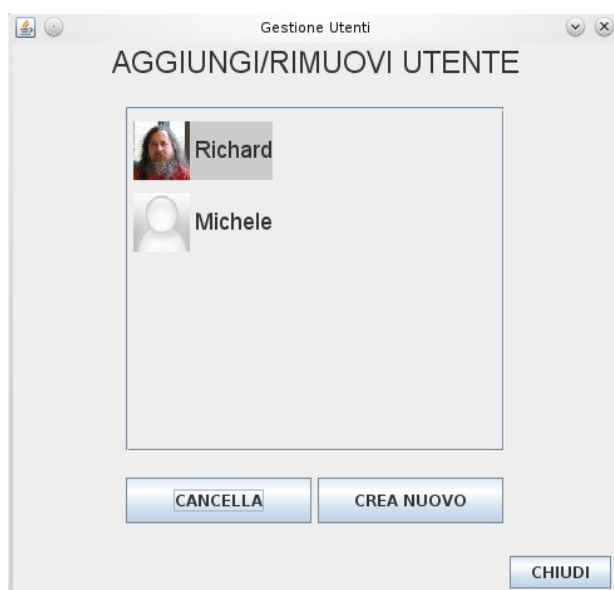 Gestione Utenti
AGGIUNGI/RIMUOVI UTENTE
Richard
Michele
CANCELLA
CREA NUOVO
CHIUDI